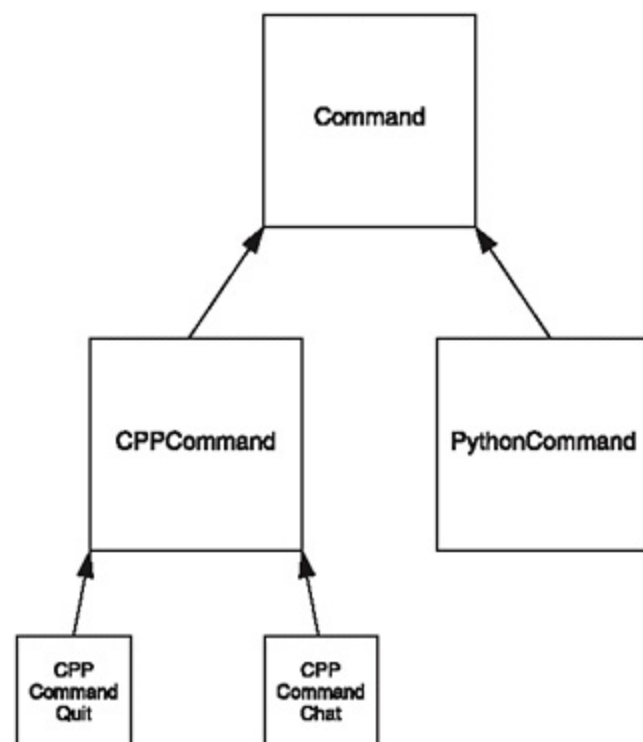 Command
CPPCommand
PythonCommand
CPP
Command
Quit
CPP
Command
Chat